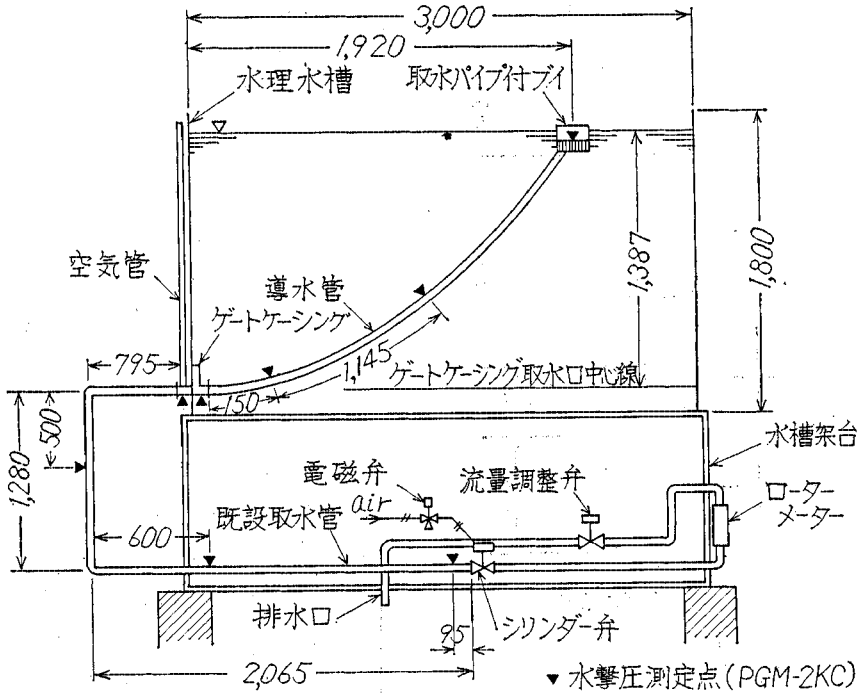 3,000
1,920
水理水槽
取水パイプ付ブイ
空気管
導水管
ゲートケーシング
1,387
1,800
795
150
1,145
ゲートケーシング取水口中心線
500
1,280
水槽架台
電磁弁
流量調整弁
air
ローター
メーター
既設取水管
600
排水口
95
シリンダー弁
2,065
▼水撃圧測定点(PGM-2KC)